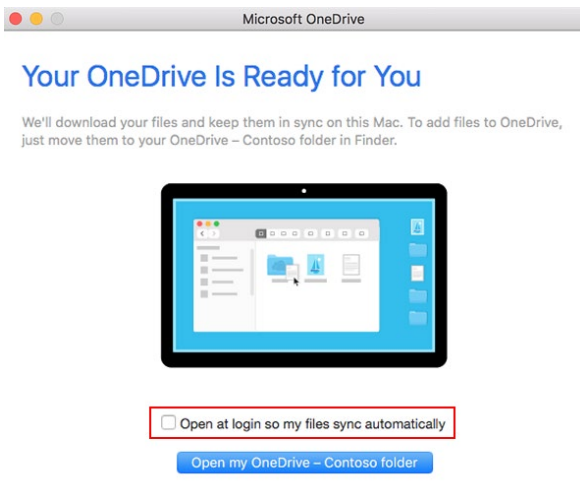 Microsoft OneDrive
Your OneDrive Is Ready for You
We'll download your files and keep them in sync on this Mac. To add files to OneDrive,
just move them to your OneDrive – Contoso folder in Finder.
Open at login so my files sync automatically
Open my OneDrive – Contoso folder